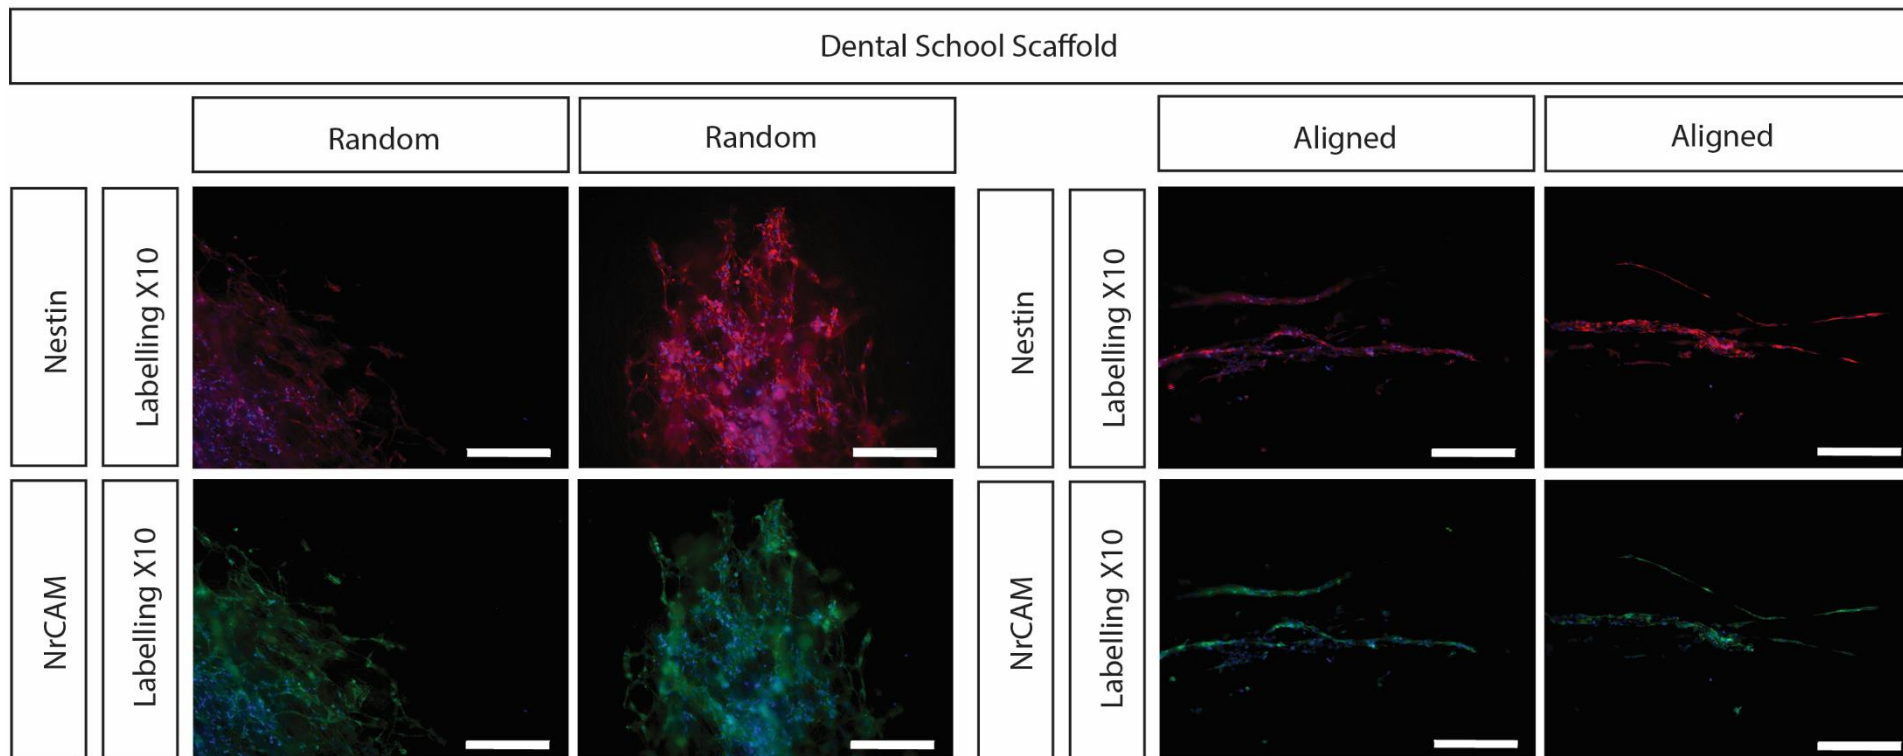 Dental School Scaffold
Random
Random
Aligned
Aligned
Nestin
Labelling X10
Nestin
Labelling X10
NrCAM
Labelling X10
NrCAM
Labelling X10